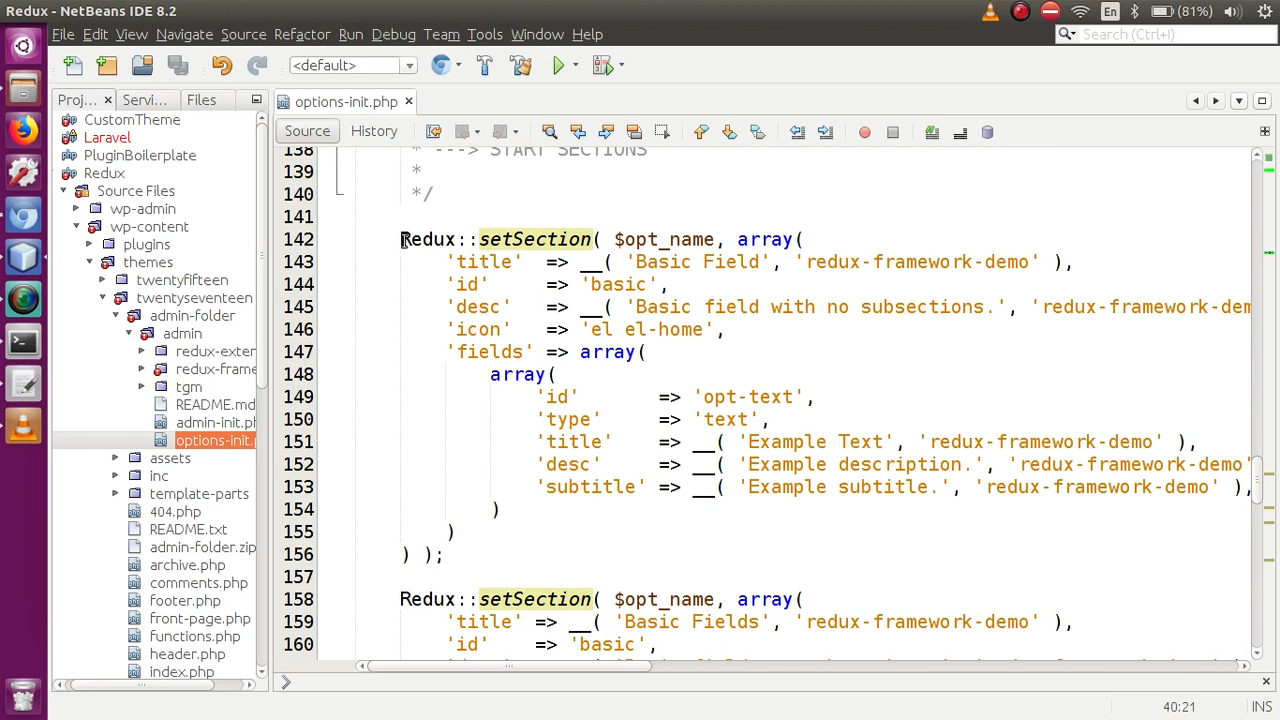 Redux - NetBeans IDE 8.2
En
(81%)
File Edit View Navigate Source Refactor Run Debug Team Tools Window Help
Search (Ctrl+I)
<default>
Proj... Servi... Files
options-init.php
Source History
CustomTheme
Laravel
PluginBoilerplate
Redux
Source Files
wp-admin
wp-content
plugins
themes
twentyfifteen
twentyseventeen
admin-folder
admin
redux-exter
redux-frame
tgm
README.md
admin-init.ph
options-init.
assets
inc
template-parts
404.php
README.txt
admin-folder.zip
archive.php
comments.php
footer.php
front-page.php
functions.php
header.php
index.php
138 * ---> START SECTIONS
139 *
140 */
141
142 Redux::setSection( $opt_name, array(
143 'title' => __( 'Basic Field', 'redux-framework-demo' ),
144 'id' => 'basic',
145 'desc' => __( 'Basic field with no subsections.', 'redux-framework-dem
146 'icon' => 'el el-home',
147 'fields' => array(
148 array(
149 'id' => 'opt-text',
150 'type' => 'text',
151 'title' => __( 'Example Text', 'redux-framework-demo' ),
152 'desc' => __( 'Example description.', 'redux-framework-demo'
153 'subtitle' => __( 'Example subtitle.', 'redux-framework-demo' ),
154 )
155 )
156 ) );
157
158 Redux::setSection( $opt_name, array(
159 'title' => __( 'Basic Fields', 'redux-framework-demo' ),
160 'id' => 'basic',
40:21
INS